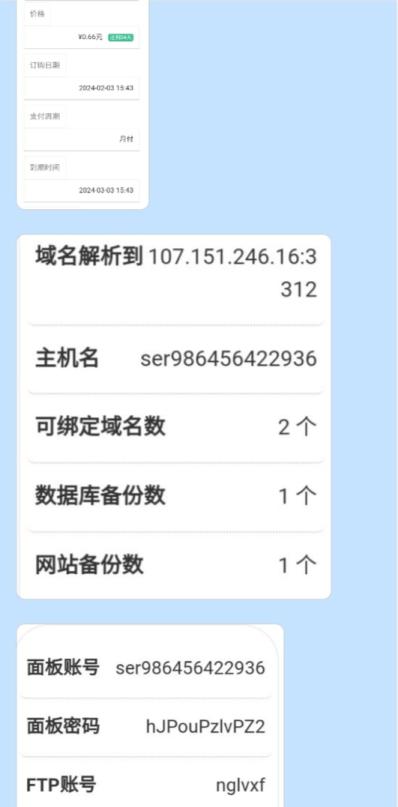 价格
¥0.66元
订购日期
2024-02-03 15:43
支付周期
月付
到期时间
2024-03-03 15:43
域名解析到 107.151.246.16:3
312
主机名 ser986456422936
可绑定域名数 2 个
数据库备份数 1 个
网站备份数 1 个
面板账号 ser986456422936
面板密码 hJPouPzlvPZ2
FTP账号 nglvxf